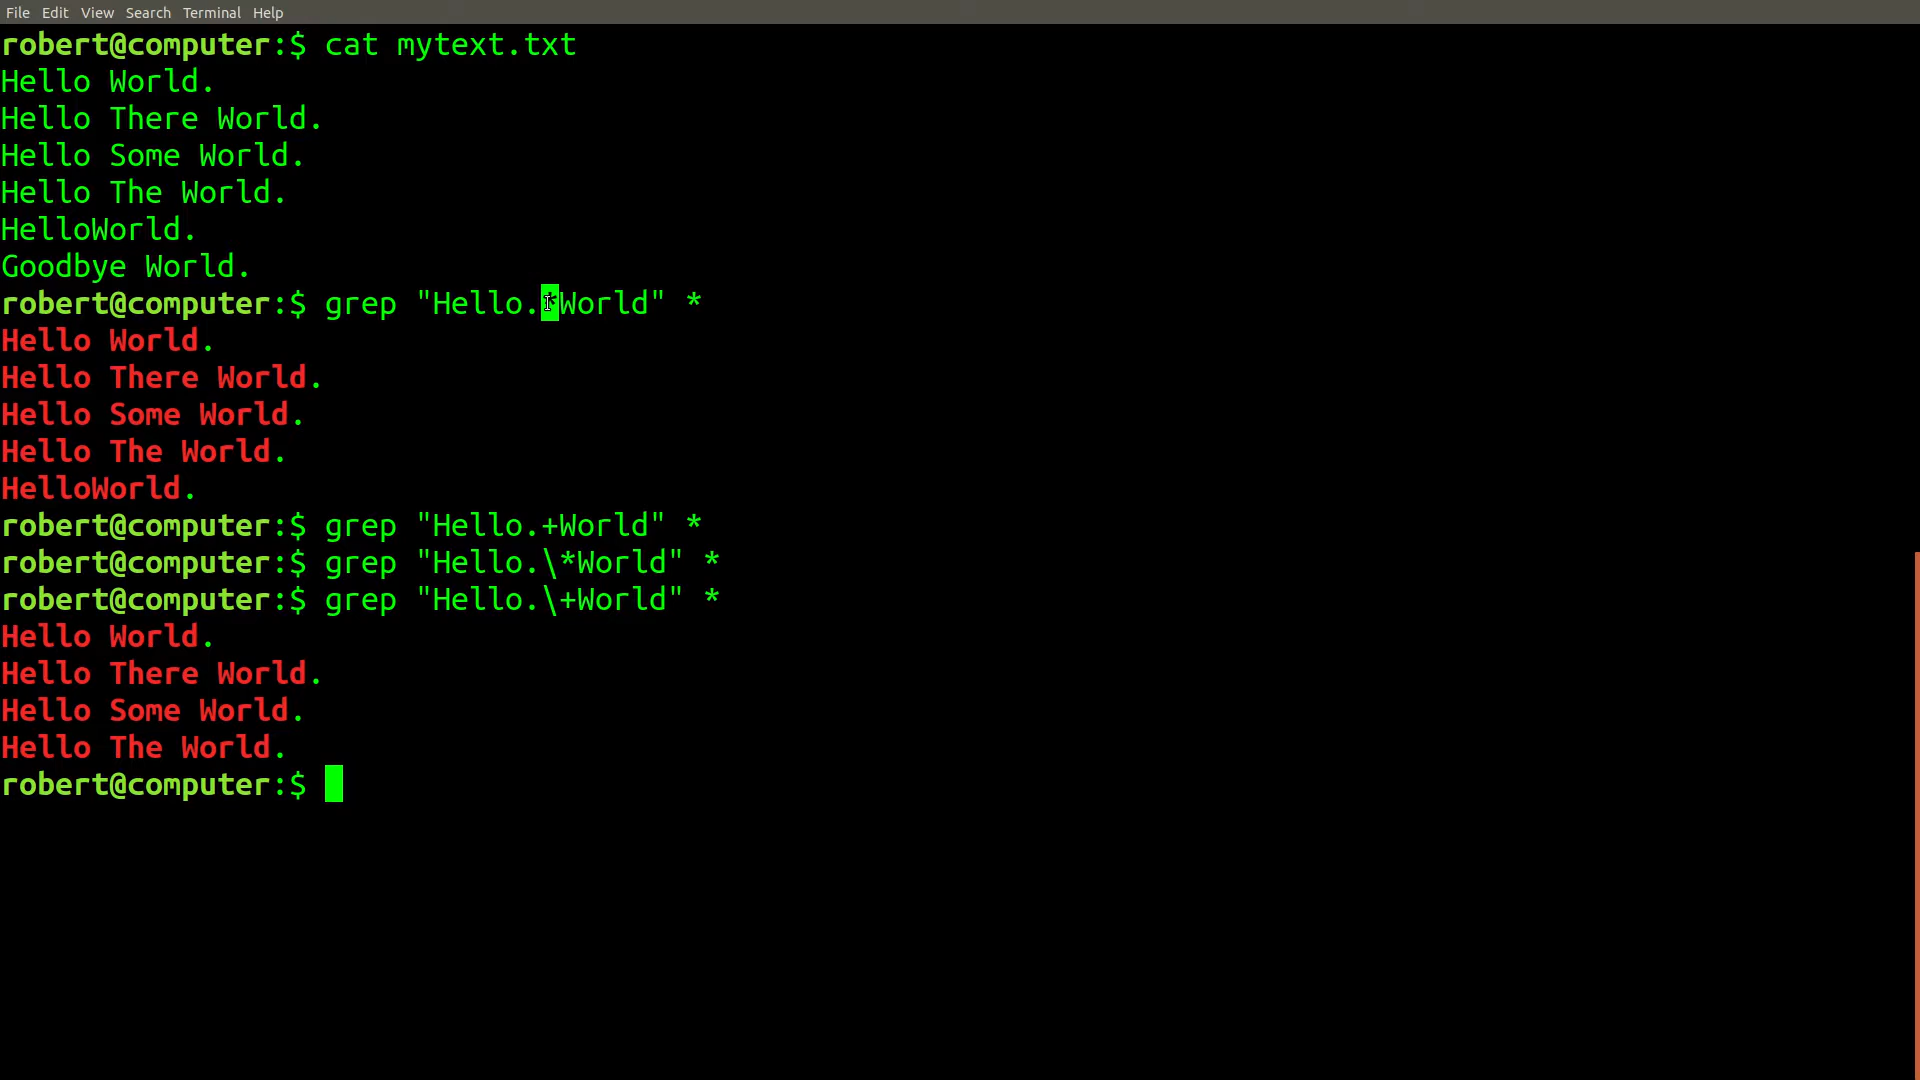 File Edit View Search Terminal Help
robert@computer:$ cat mytext.txt
Hello World.
Hello There World.
Hello Some World.
Hello The World.
HelloWorld.
Goodbye World.
robert@computer:$ grep "Hello.*World" *
Hello World.
Hello There World.
Hello Some World.
Hello The World.
HelloWorld.
robert@computer:$ grep "Hello.+World" *
robert@computer:$ grep "Hello.\*World" *
robert@computer:$ grep "Hello.\+World" *
Hello World.
Hello There World.
Hello Some World.
Hello The World.
robert@computer:$